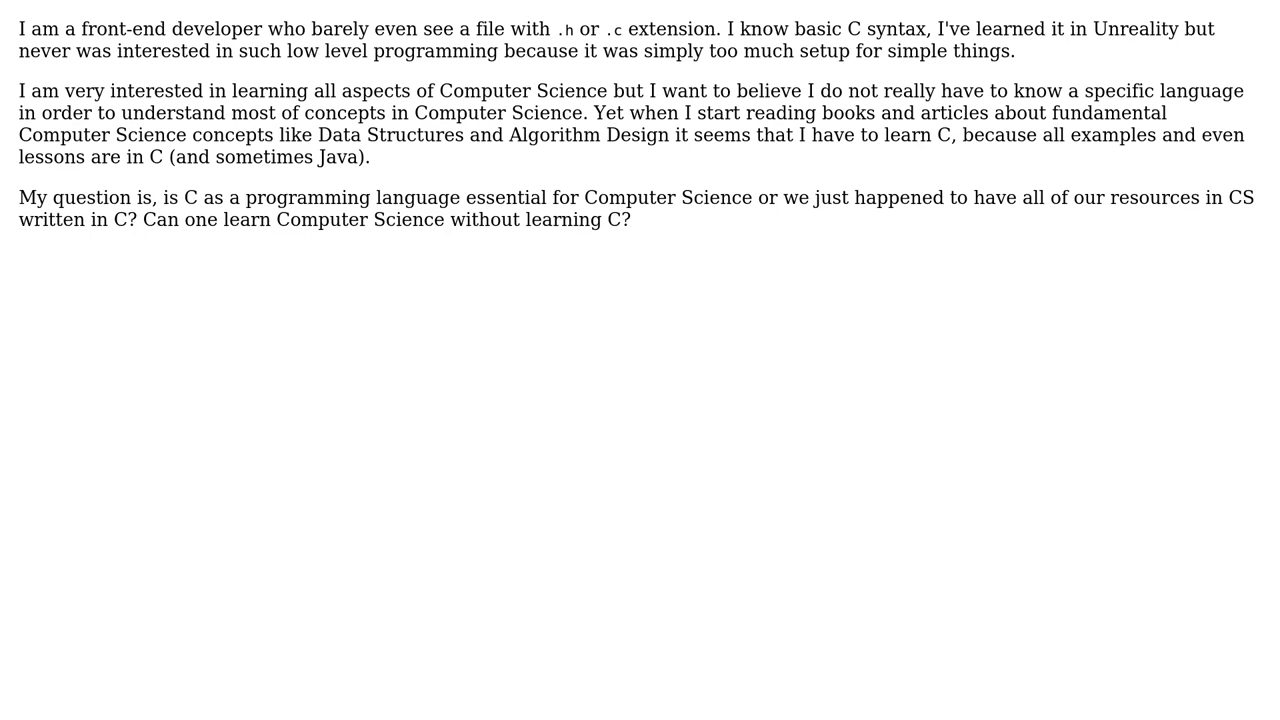 I am a front-end developer who barely even see a file with .h or .c extension. I know basic C syntax, I've learned it in Unreality but
never was interested in such low level programming because it was simply too much setup for simple things.
I am very interested in learning all aspects of Computer Science but I want to believe I do not really have to know a specific language
in order to understand most of concepts in Computer Science. Yet when I start reading books and articles about fundamental
Computer Science concepts like Data Structures and Algorithm Design it seems that I have to learn C, because all examples and even
lessons are in C (and sometimes Java).
My question is, is C as a programming language essential for Computer Science or we just happened to have all of our resources in CS
written in C? Can one learn Computer Science without learning C?